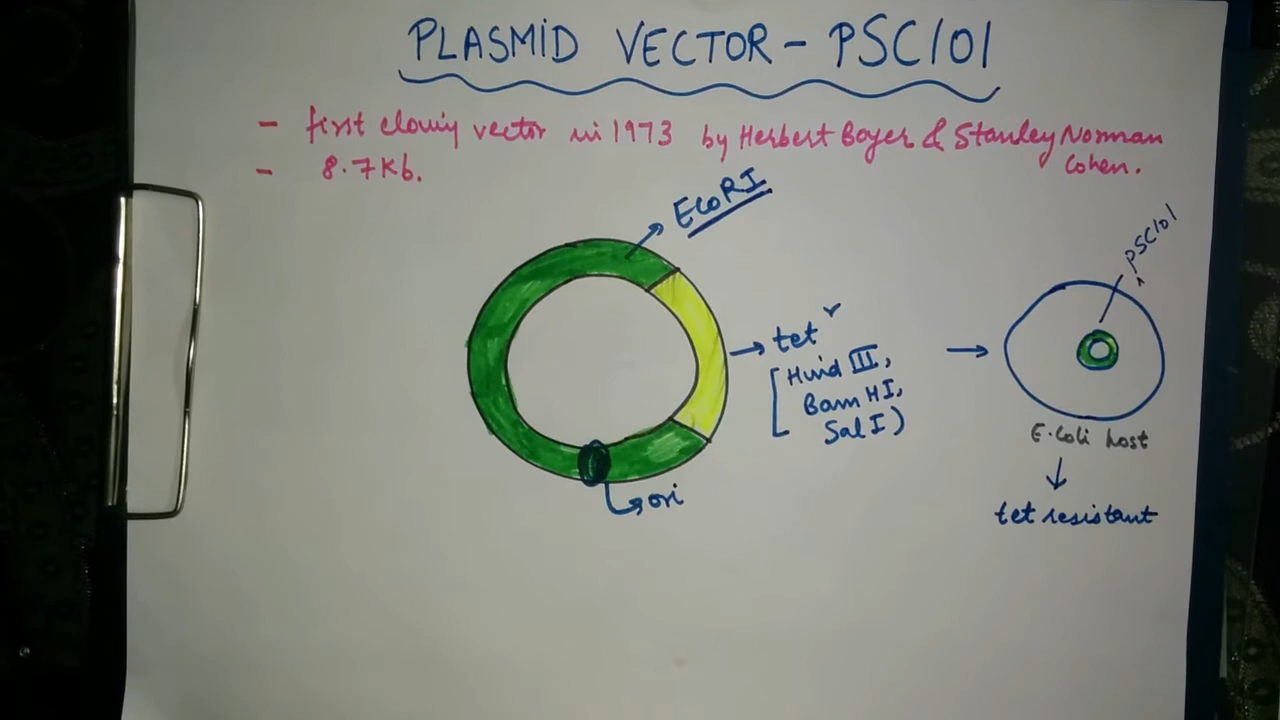 PLASMID VECTOR - PSC101
- first cloning vector in 1973 by Herbert Boyer & Stanley Norman
Cohen.
- 8.7Kb.
EcoRI
tet r
[Hind III,
Bam HI,
Sal I)
ori
PSC101
E.Coli host
tet resistant